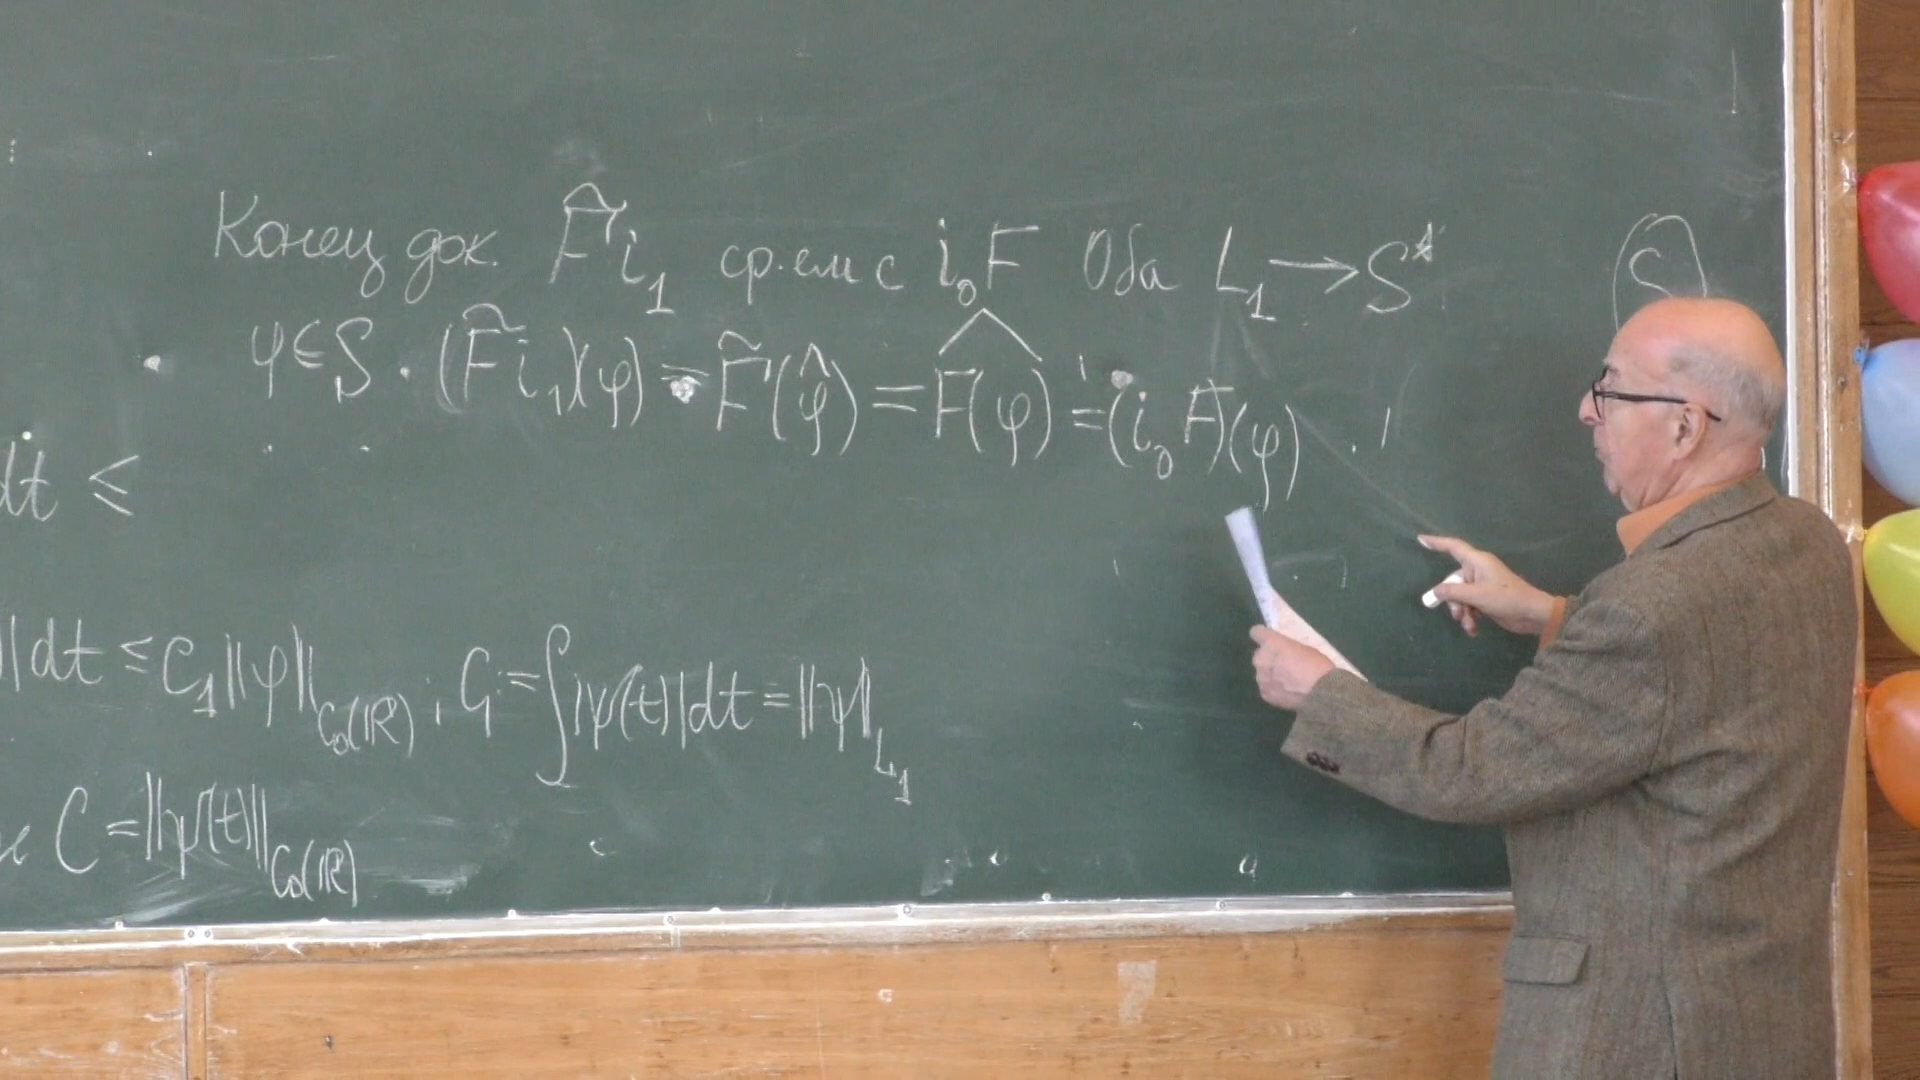 Конец док. F̃i₁ ср.ем с i₀F Оба L₁ → S*
φ∈S. (F̃i₁)(φ) = F̃(φ̂) = F̂(φ) = (i₀F)(φ)
dt ≤
|dt ≤ C₁||φ||_{C₀(ℝ)}, C₁ := ∫|ψ(t)|dt = ||ψ||_{L₁}
C = ||ψ(t)||_{C₀(ℝ)}